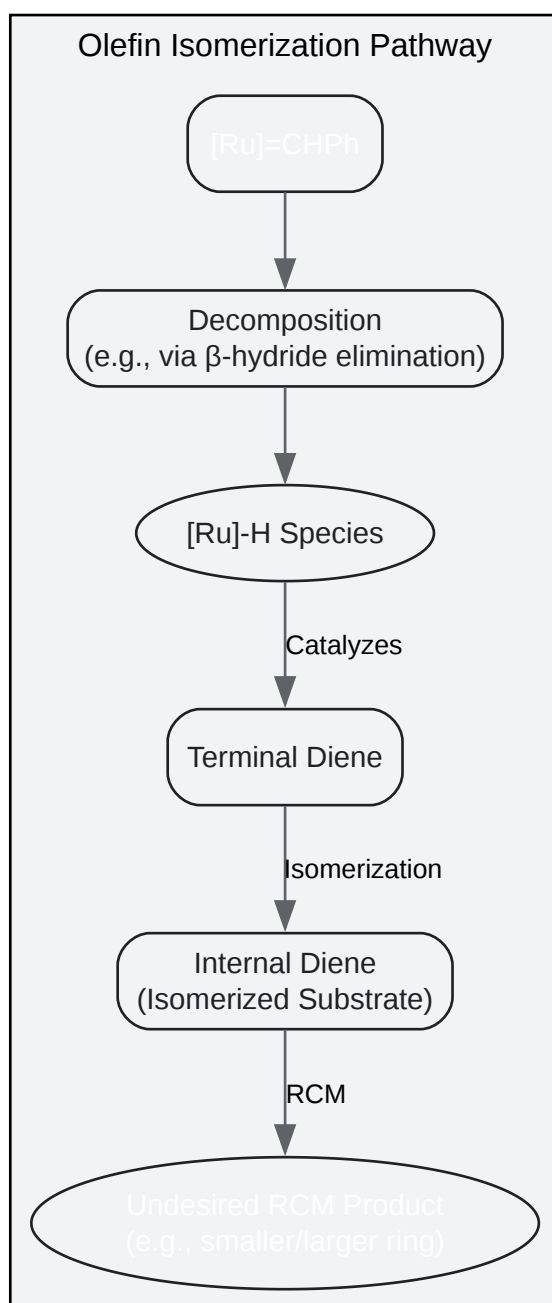 Olefin Isomerization Pathway
[Ru]=CHPh
Decomposition
(e.g., via β-hydride elimination)
[Ru]-H Species
Catalyzes
Terminal Diene
Isomerization
Internal Diene
(Isomerized Substrate)
RCM
Undesired RCM Product
(e.g., smaller/larger ring)